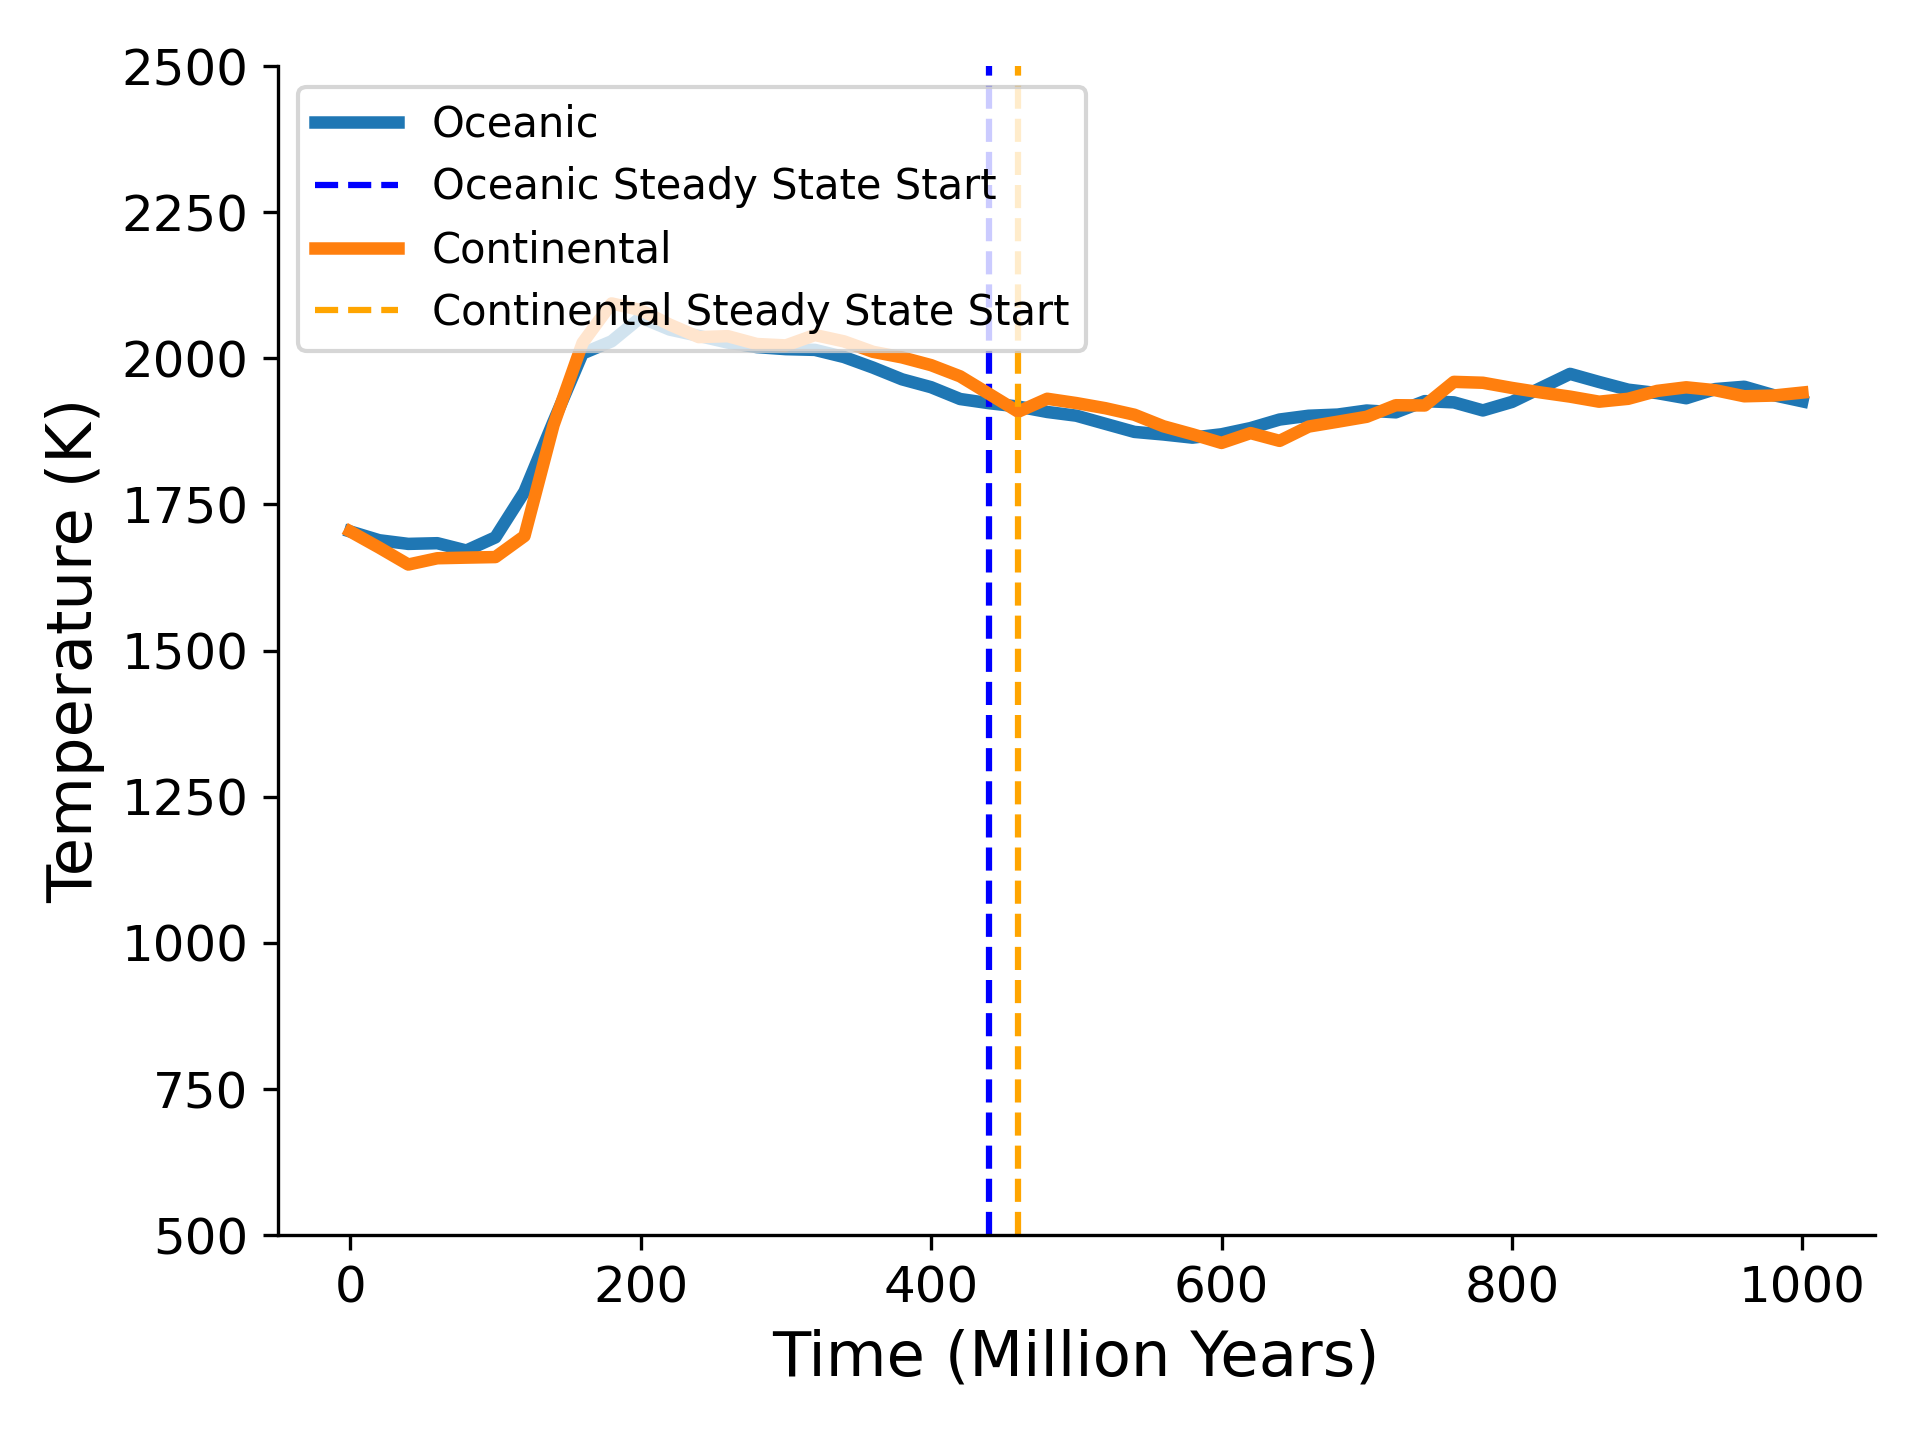 2500
2250
2000
1750
1500
1250
1000
750
500
Temperature (K)
Oceanic
Oceanic Steady State Start
Continental
Continental Steady State Start
0 200 400 600 800 1000
Time (Million Years)